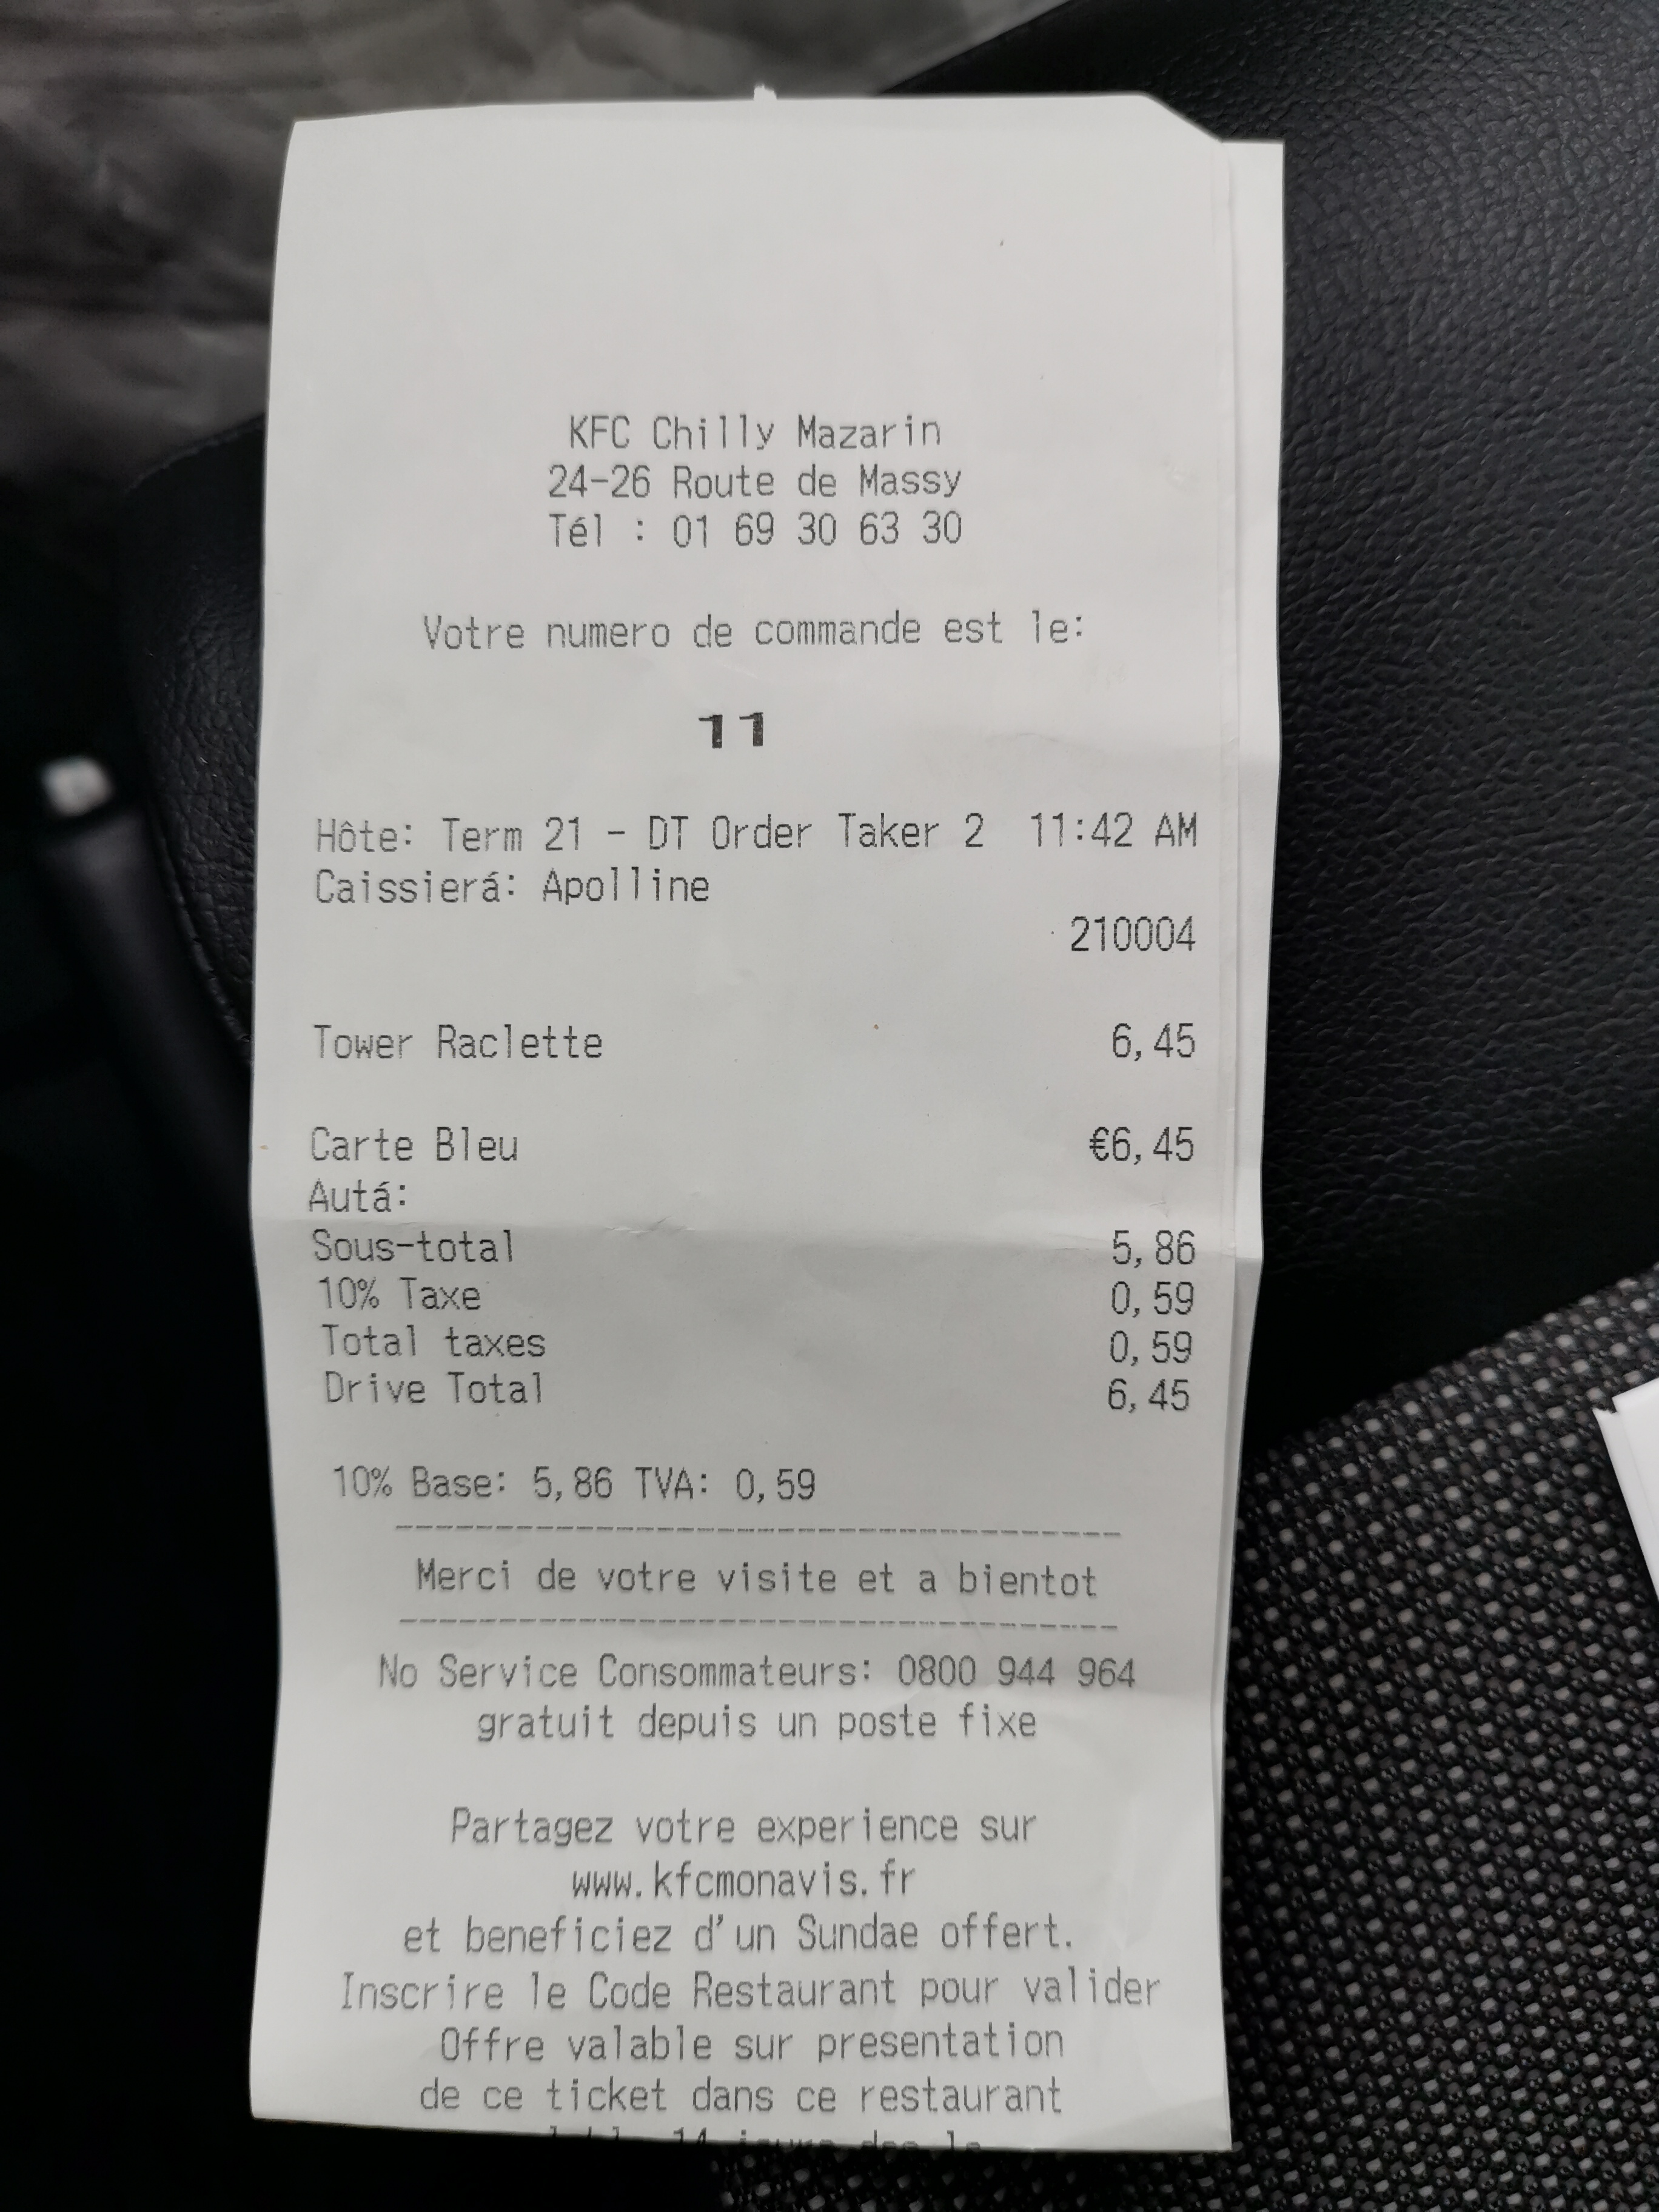 KFC Chilly Mazarin
24-26 Route de Massy
Tél : 01 69 30 63 30
Votre numero de commande est le:
11
Hôte: Term 21 - DT Order Taker 2 11:42 AM
Caissierá: Apolline
210004
Tower Raclette 6,45
Carte Bleu €6,45
Autá:
Sous-total 5,86
10% Taxe 0,59
Total taxes 0,59
Drive Total 6,45
10% Base: 5,86 TVA: 0,59
Merci de votre visite et a bientot
No Service Consommateurs: 0800 944 964
gratuit depuis un poste fixe
Partagez votre experience sur
www.kfcmonavis.fr
et beneficiez d'un Sundae offert.
Inscrire le Code Restaurant pour valider
Offre valable sur presentation
de ce ticket dans ce restaurant
14 jours